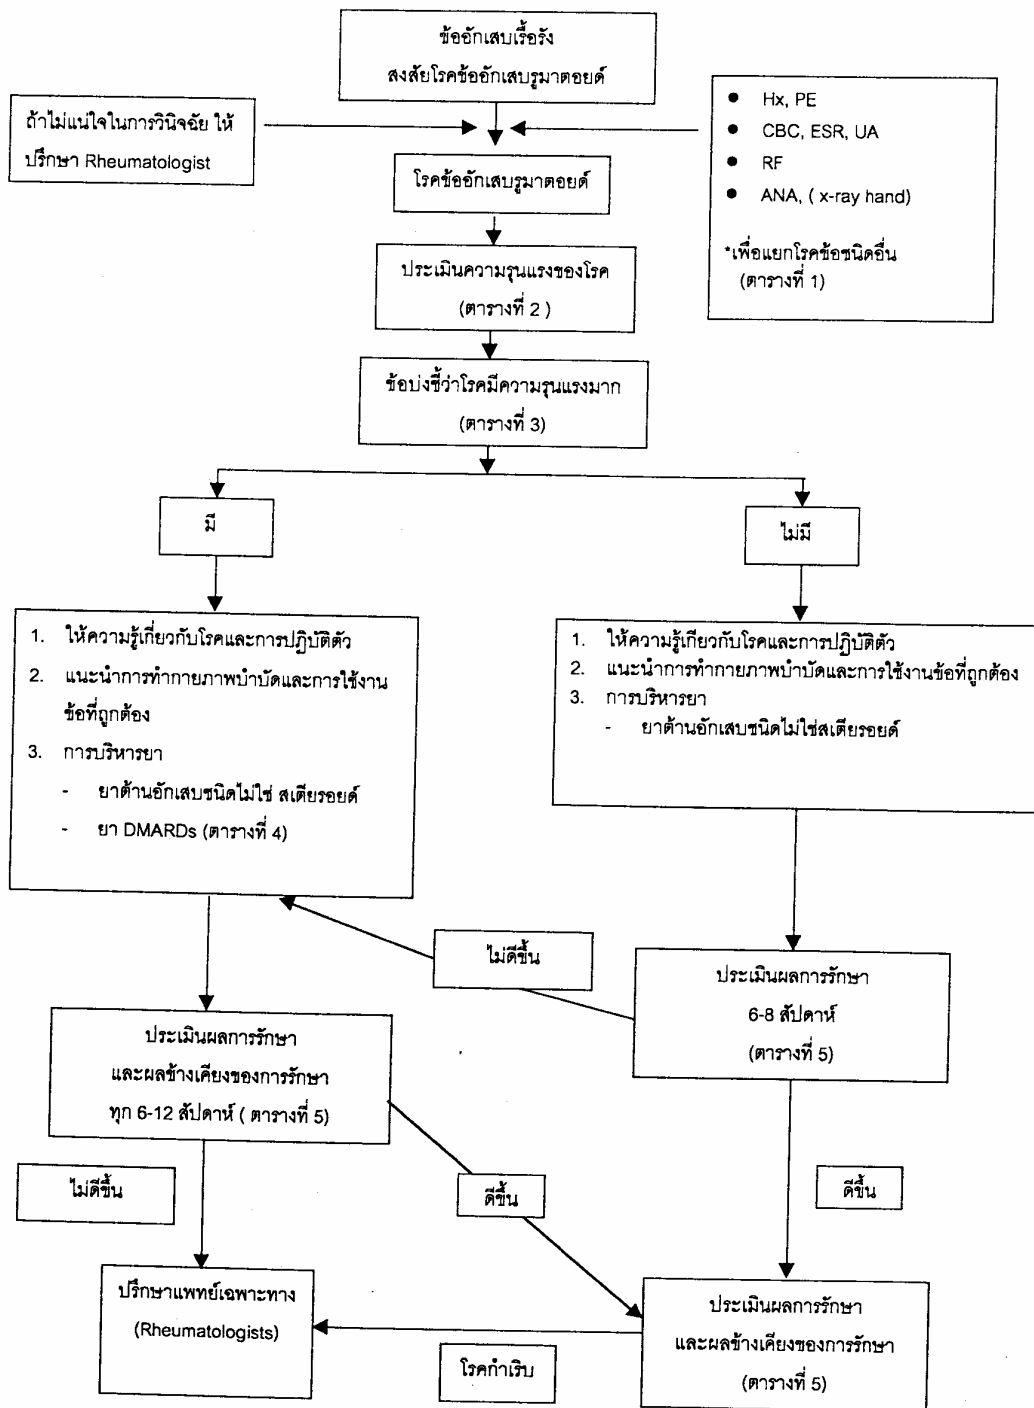 ข้ออักเสบเรื้อรัง
สงสัยโรคข้ออักเสบรูมาตอยด์
ถ้าไม่แน่ใจในการวินิจฉัย ให้
ปรึกษา Rheumatologist
● Hx, PE
● CBC, ESR, UA
● RF
● ANA, ( x-ray hand)
*เพื่อแยกโรคข้อชนิดอื่น
(ตารางที่ 1)
โรคข้ออักเสบรูมาตอยด์
ประเมินความรุนแรงของโรค
(ตารางที่ 2 )
ข้อบ่งชี้ว่าโรคมีความรุนแรงมาก
(ตารางที่ 3)
มี
ไม่มี
1. ให้ความรู้เกี่ยวกับโรคและการปฏิบัติตัว
2. แนะนำการทำกายภาพบำบัดและการใช้งาน
ข้อที่ถูกต้อง
3. การบริหารยา
- ยาต้านอักเสบชนิดไม่ใช่ สเตียรอยด์
- ยา DMARDs (ตารางที่ 4)
1. ให้ความรู้เกี่ยวกับโรคและการปฏิบัติตัว
2. แนะนำการทำกายภาพบำบัดและการใช้งานข้อที่ถูกต้อง
3. การบริหารยา
- ยาต้านอักเสบชนิดไม่ใช่สเตียรอยด์
ไม่ดีขึ้น
ประเมินผลการรักษา
6-8 สัปดาห์
(ตารางที่ 5)
ประเมินผลการรักษา
และผลข้างเคียงของการรักษา
ทุก 6-12 สัปดาห์ ( ตารางที่ 5)
ไม่ดีขึ้น
ดีขึ้น
ดีขึ้น
ปรึกษาแพทย์เฉพาะทาง
(Rheumatologists)
โรคกำเริบ
ประเมินผลการรักษา
และผลข้างเคียงของการรักษา
(ตารางที่ 5)